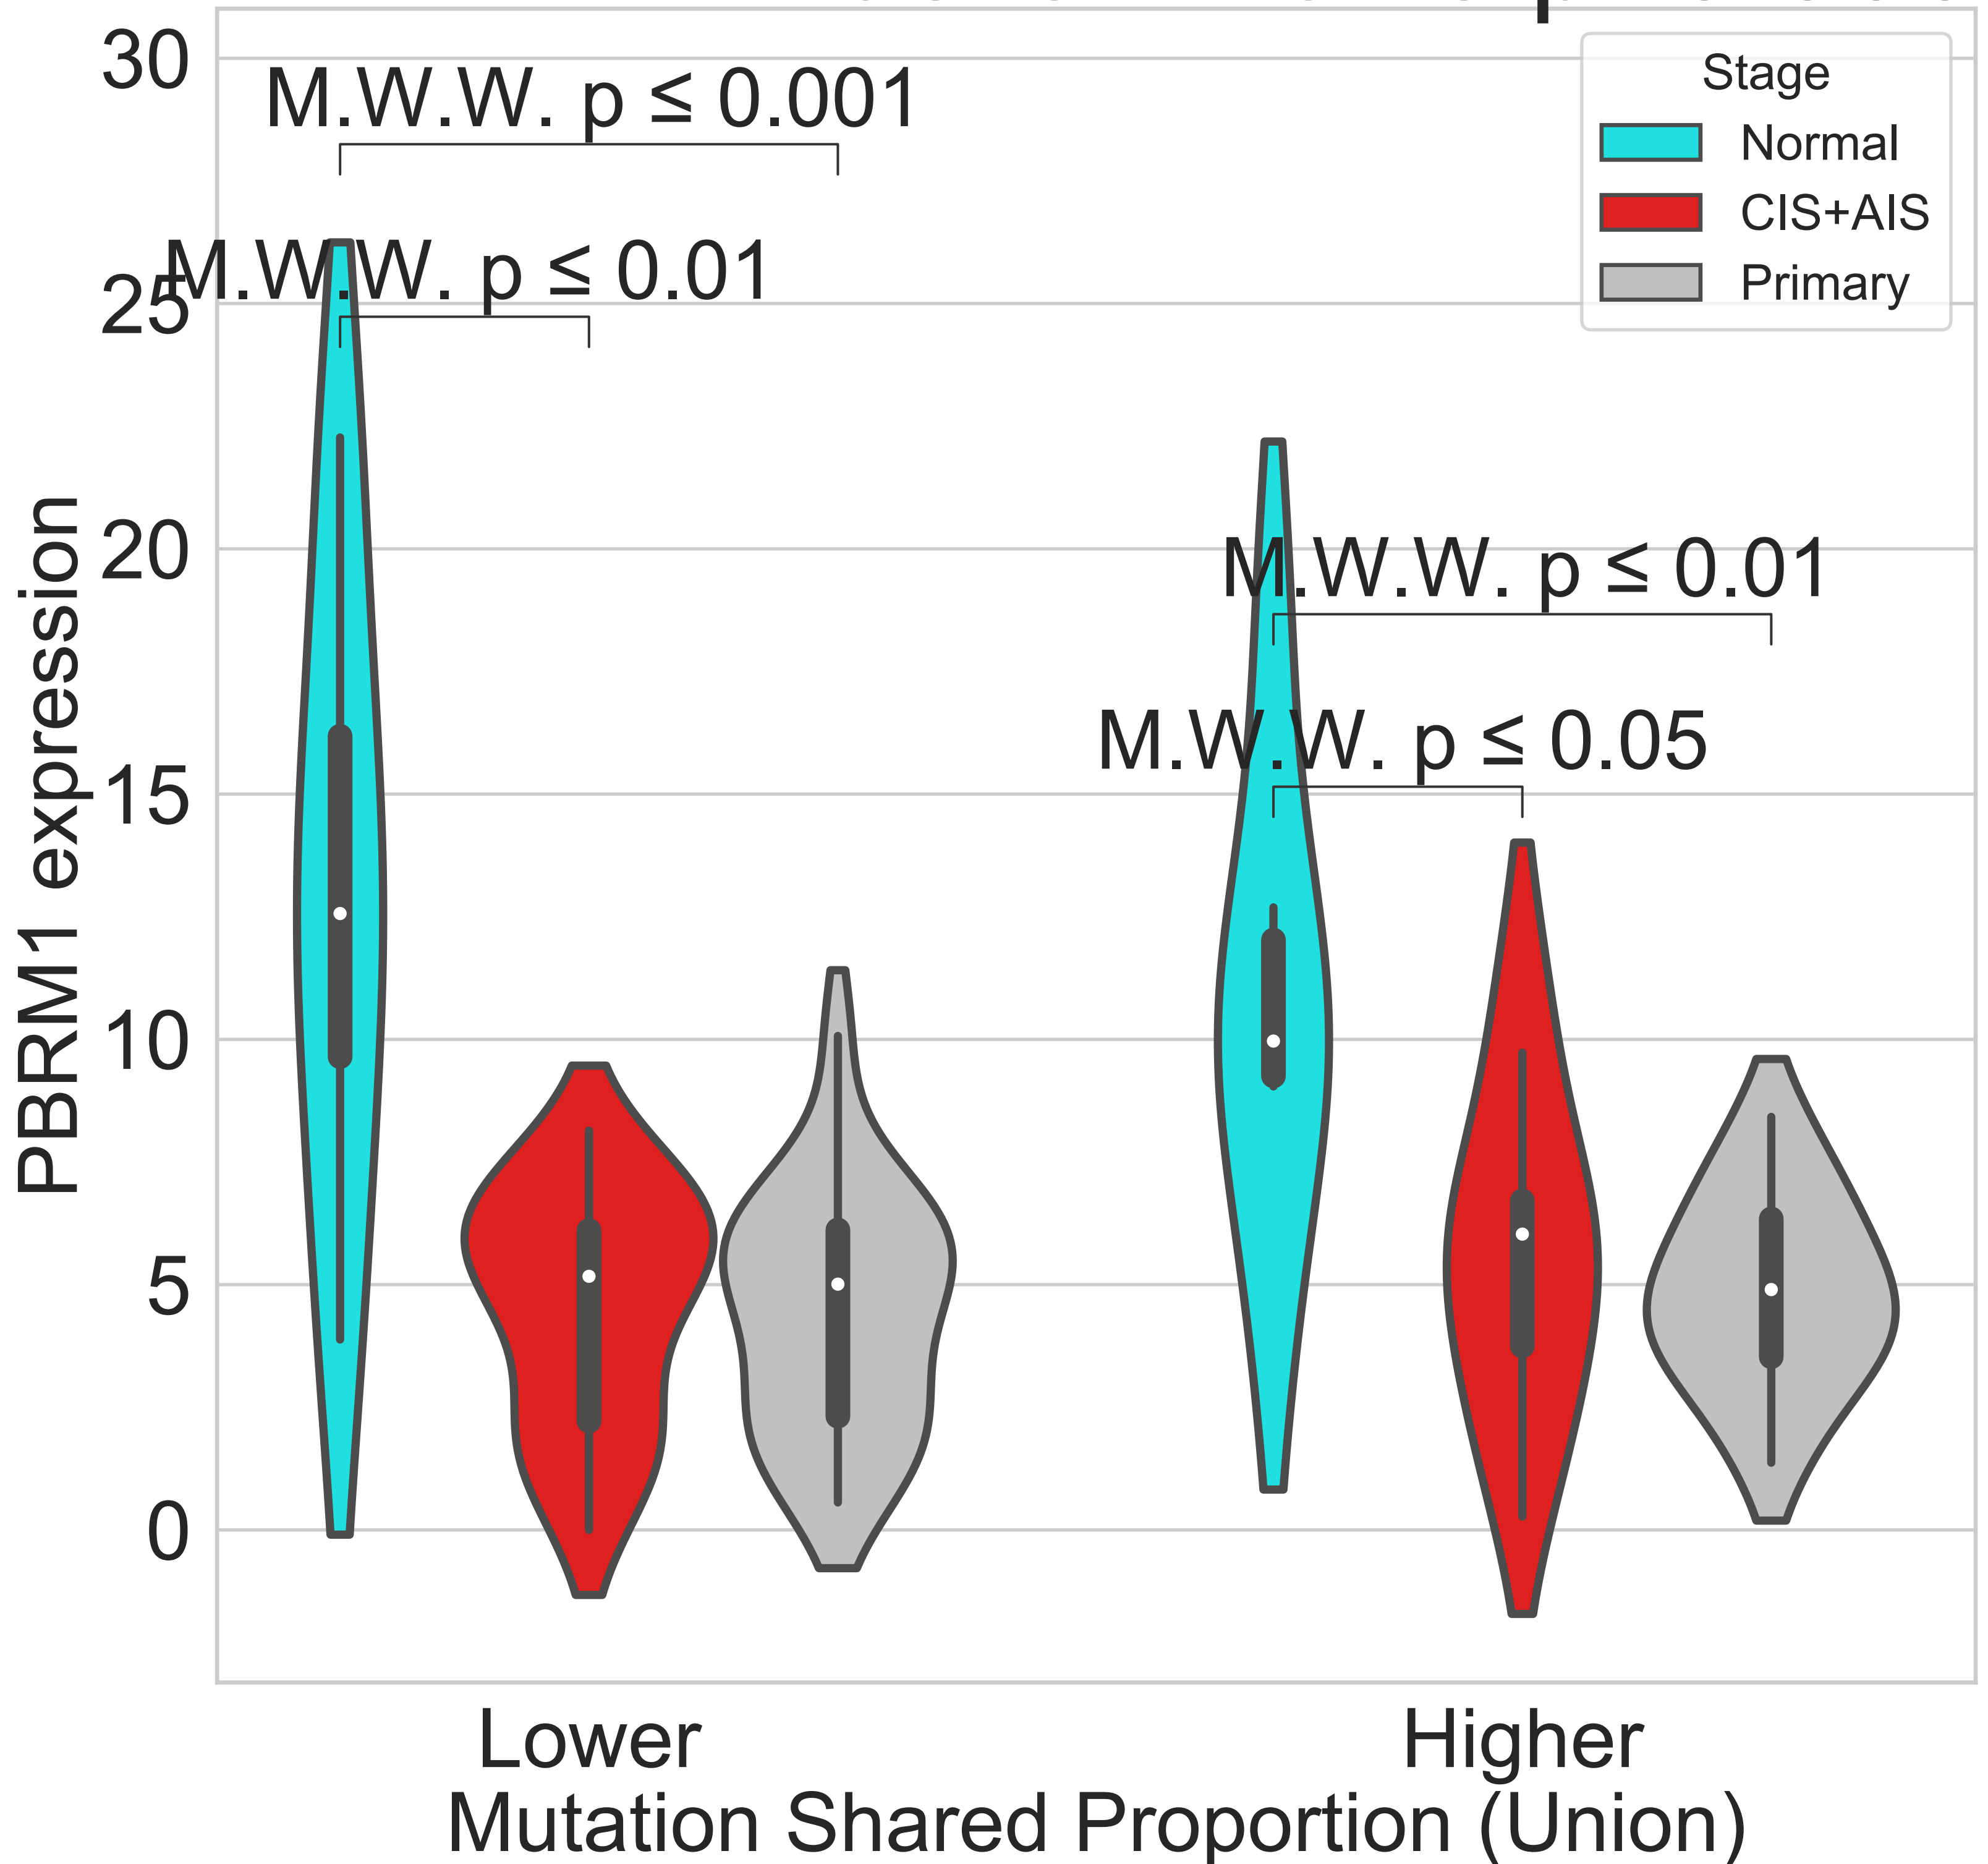 30
25
20
15
10
5
0
PBRM1 expression
M.W.W. p ≤ 0.001
M.W.W. p ≤ 0.01
M.W.W. p ≤ 0.01
M.W.W. p ≤ 0.05
Stage
Normal
CIS+AIS
Primary
Lower
Higher
Mutation Shared Proportion (Union)